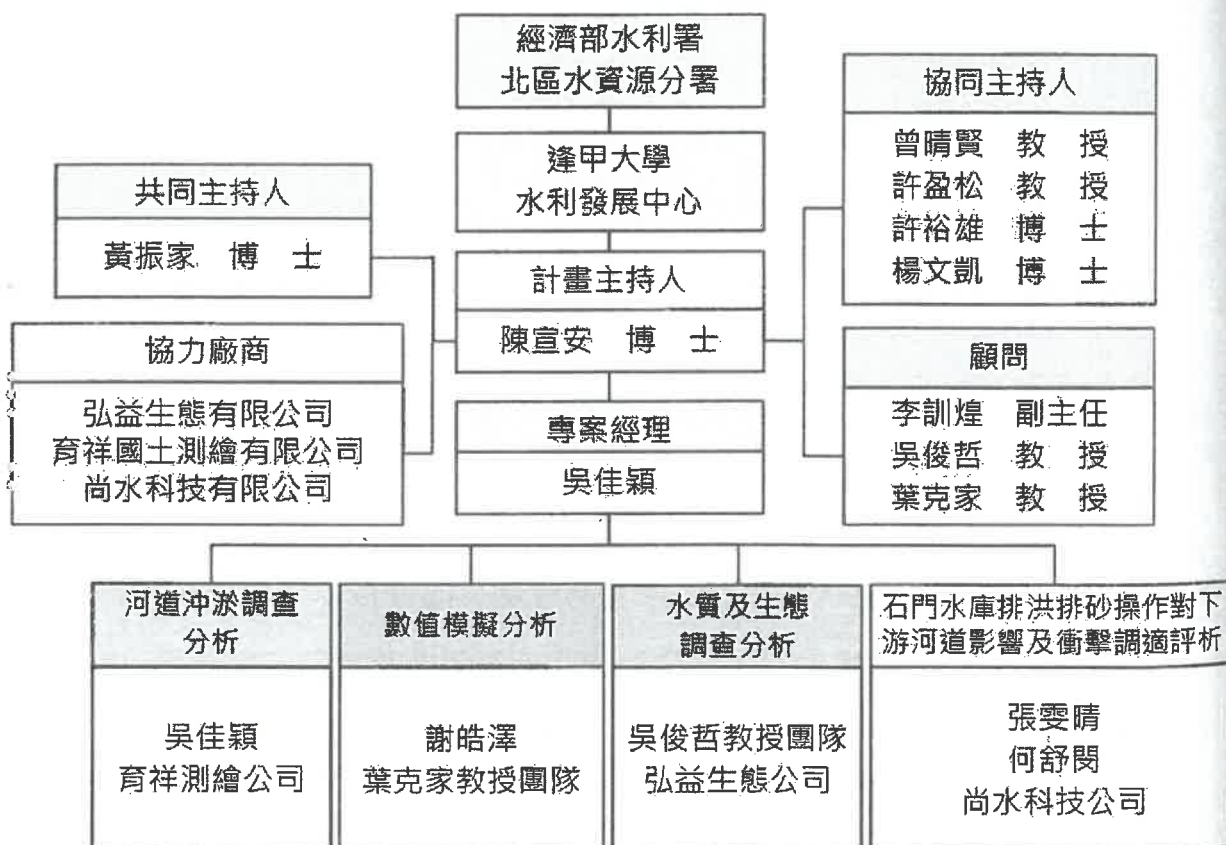 經濟部水利署
北區水資源分署
逢甲大學
水利發展中心
計畫主持人
陳宣安 博 士
專案經理
吳佳穎
共同主持人
黃振家 博 士
協力廠商
弘益生態有限公司
育祥國土測繪有限公司
尚水科技有限公司
協同主持人
曾晴賢 教 授
許盈松 教 授
許裕雄 博 士
楊文凱 博 士
顧問
李訓煌 副主任
吳俊哲 教 授
葉克家 教 授
河道沖淤調查
分析
吳佳穎
育祥測繪公司
數值模擬分析
謝皓澤
葉克家教授團隊
水質及生態
調查分析
吳俊哲教授團隊
弘益生態公司
石門水庫排洪排砂操作對下
游河道影響及衝擊調適評析
張雯晴
何舒閔
尚水科技公司